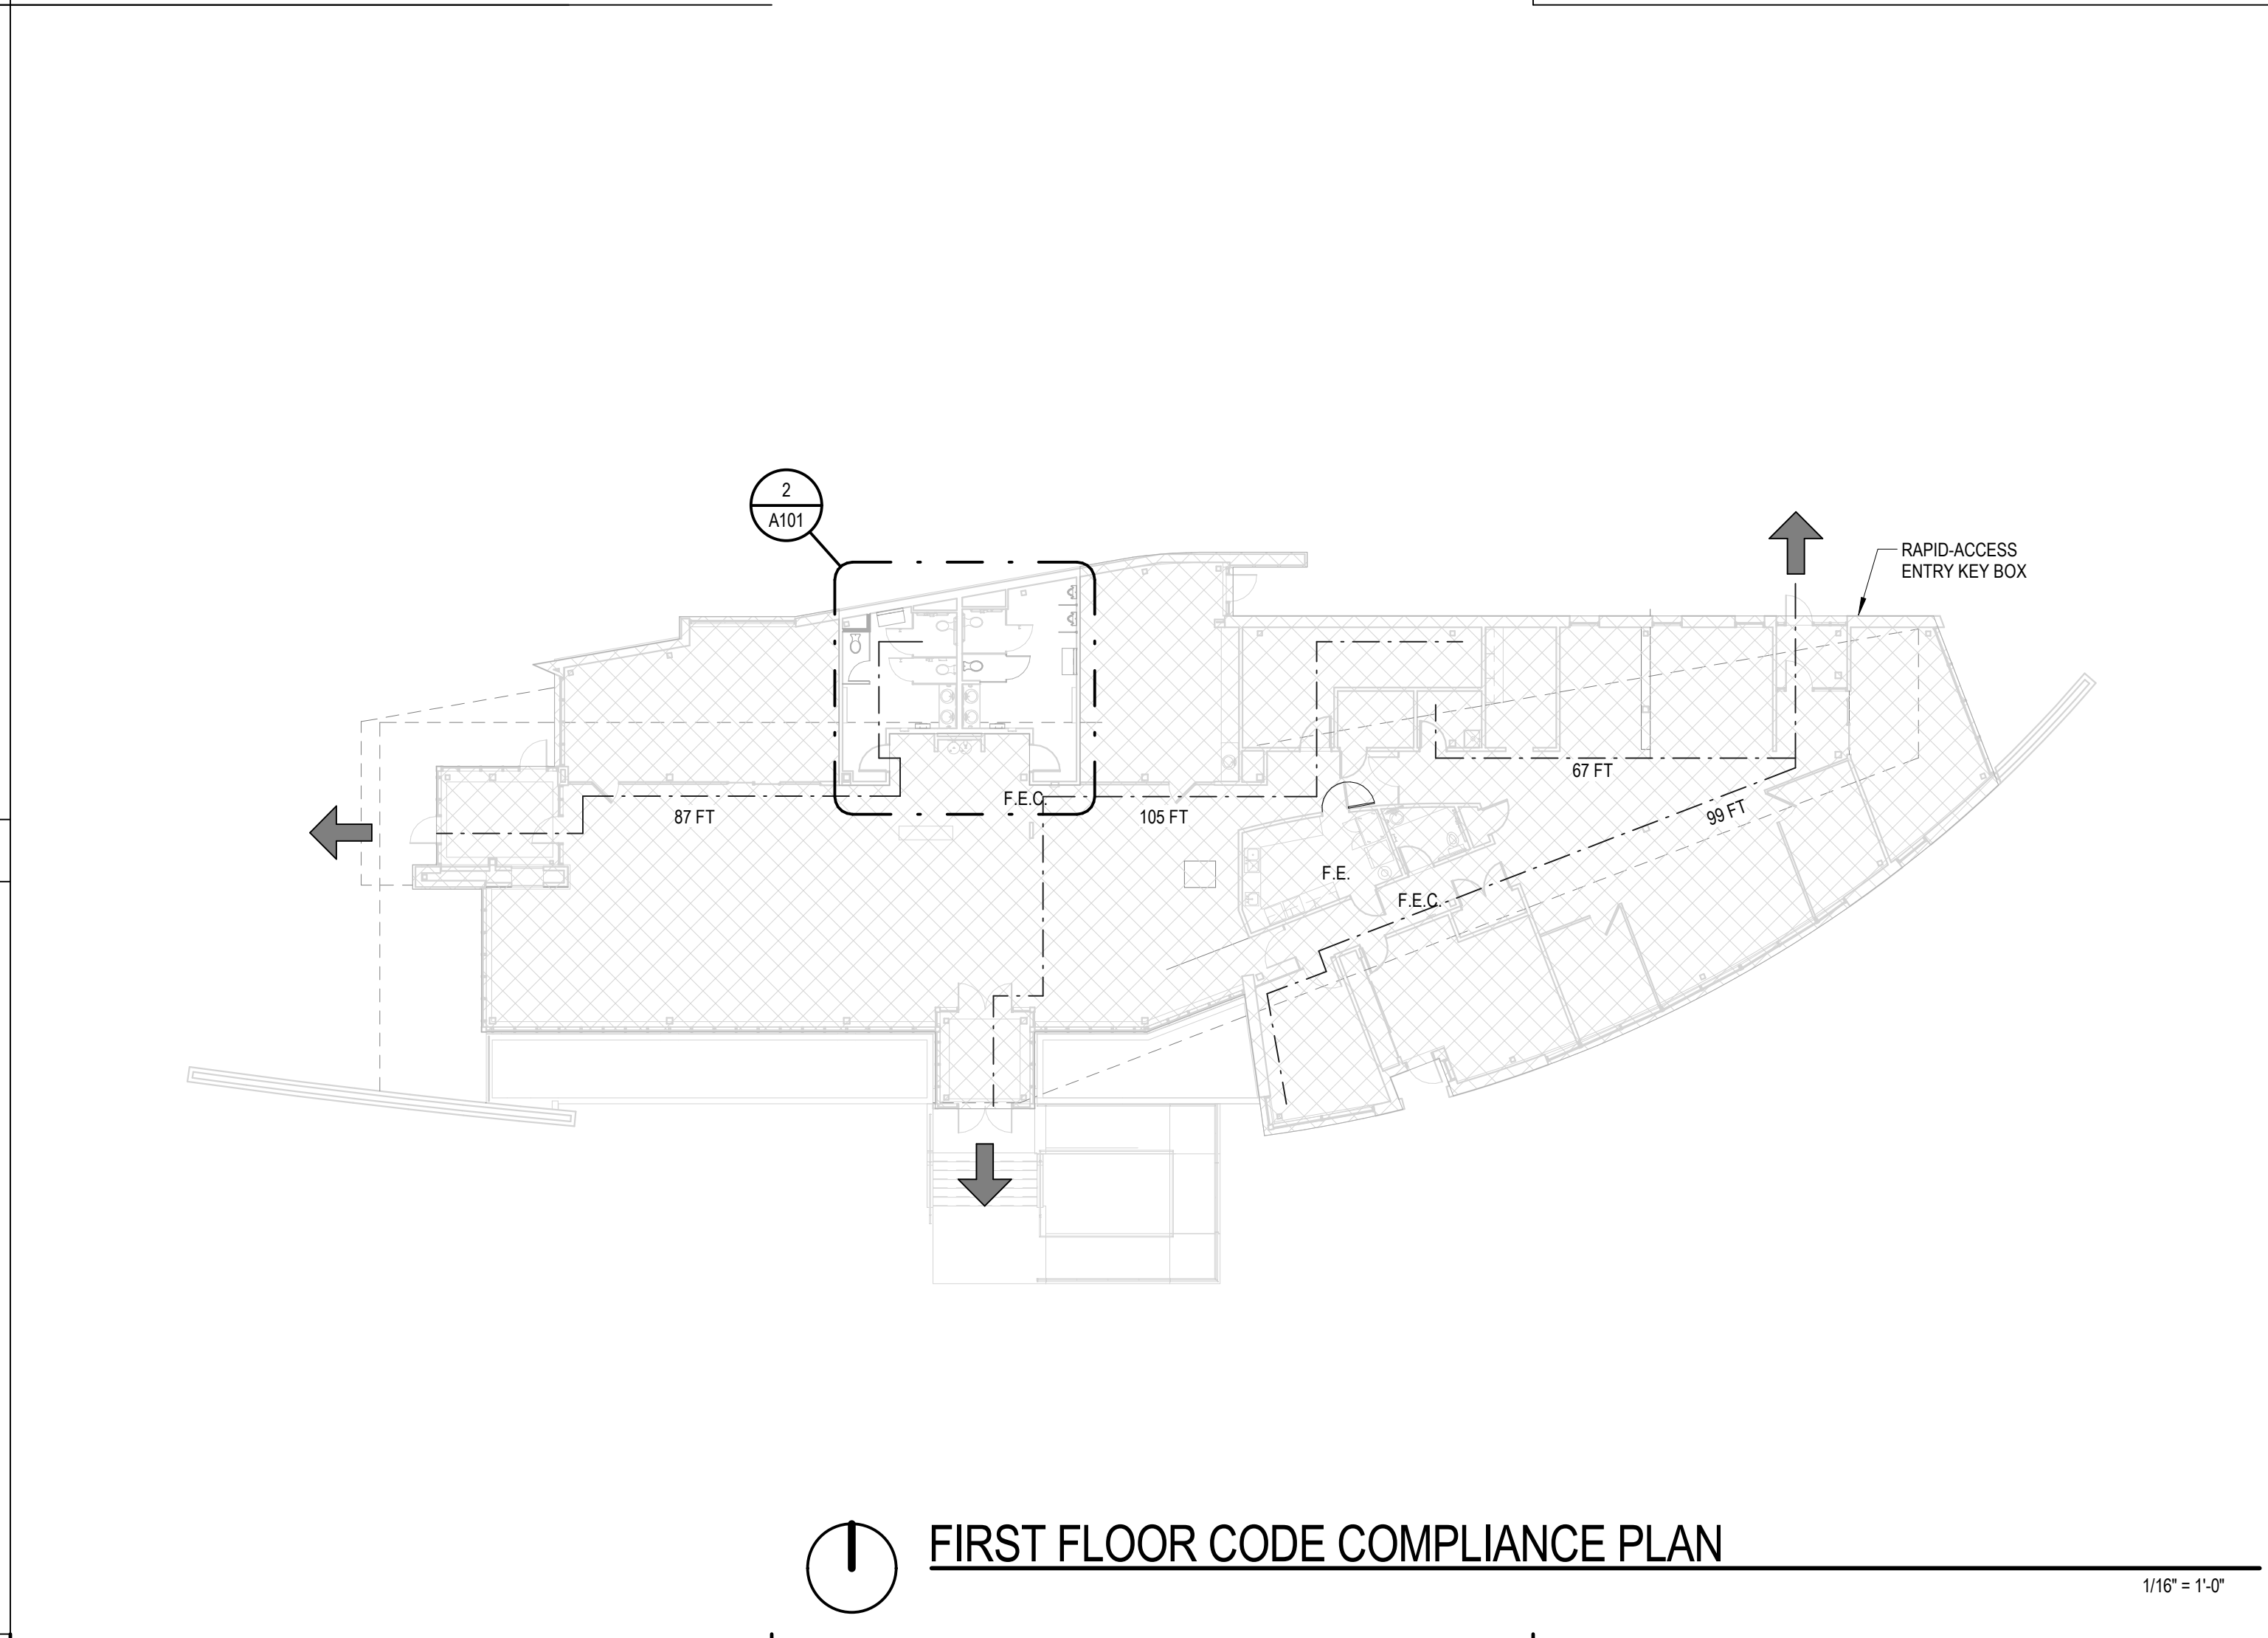 2
A101
RAPID-ACCESS
ENTRY KEY BOX
67 FT
F.E.C.
87 FT
105 FT
99 FT
F.E.
F.E.C.
FIRST FLOOR CODE COMPLIANCE PLAN
1/16" = 1'-0"